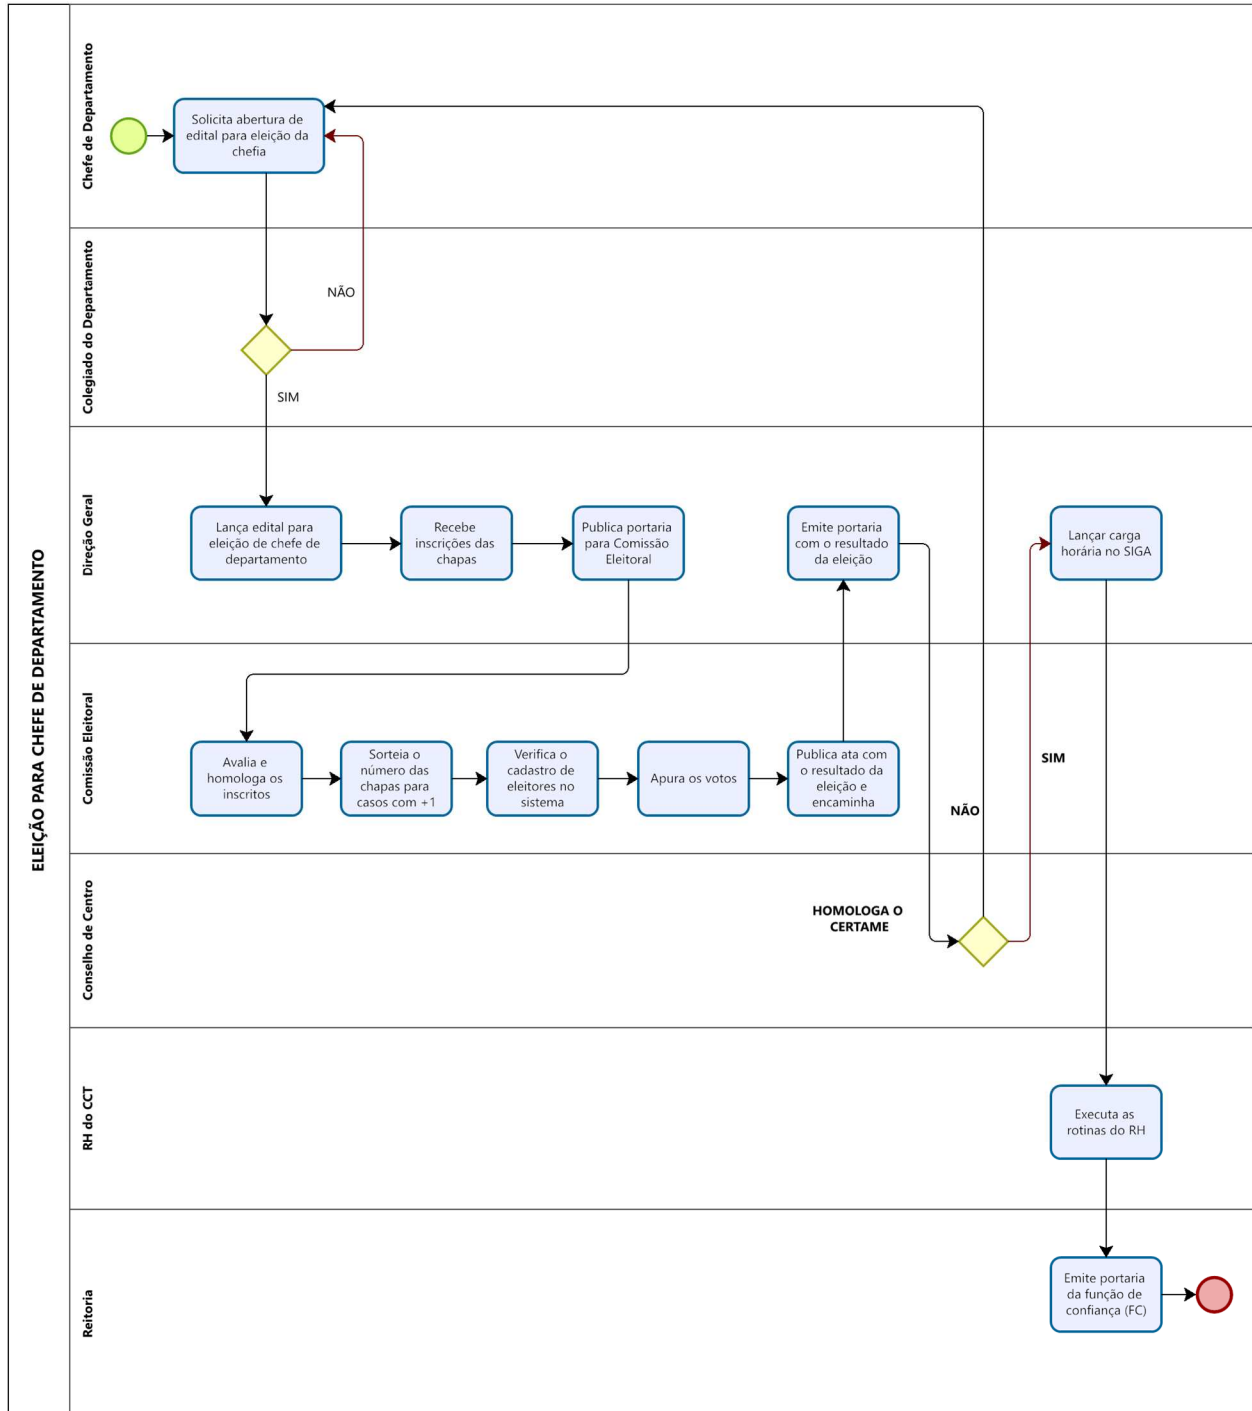 ELEIÇÃO PARA CHEFE DE DEPARTAMENTO
Chefe de Departamento
Solicita abertura de
edital para eleição da
chefia
Colegiado do Departamento
NÃO
SIM
Direção Geral
Lança edital para
eleição de chefe de
departamento
Recebe
inscrições das
chapas
Publica portaria
para Comissão
Eleitoral
Emite portaria
com o resultado
da eleição
Lançar carga
horária no SIGA
Comissão Eleitoral
Avalia e
homologa os
inscritos
Sorteia o
número das
chapas para
casos com +1
Verifica o
cadastro de
eleitores no
sistema
Apura os votos
Publica ata com
o resultado da
eleição e
encaminha
NÃO
SIM
Conselho de Centro
HOMOLOGA O
CERTAME
RH do CCT
Executa as
rotinas do RH
Reitoria
Emite portaria
da função de
confiança (FC)